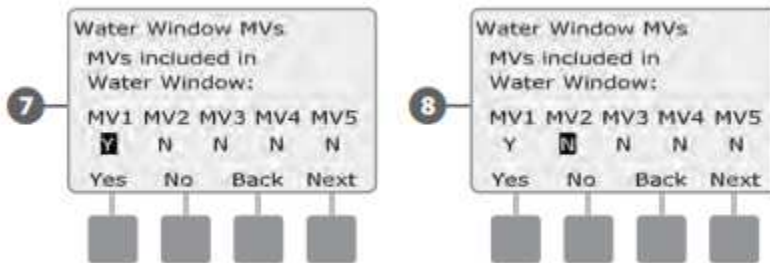 7
Water Window MVs
MVs included in
Water Window:
MV1 MV2 MV3 MV4 MV5
Y N N N N
Yes No Back Next
8
Water Window MVs
MVs included in
Water Window:
MV1 MV2 MV3 MV4 MV5
Y N N N N
Yes No Back Next